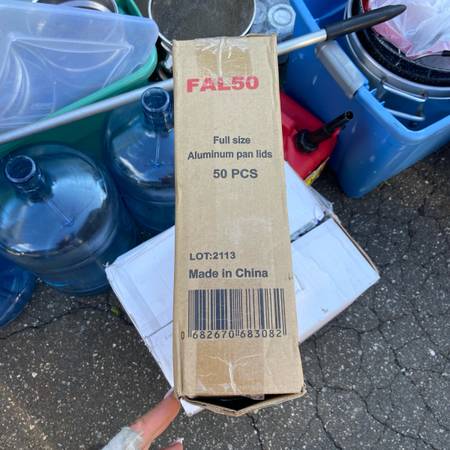 FAL50
Full size
Aluminum pan lids
50 PCS
LOT:2113
Made in China
0 682670 683082